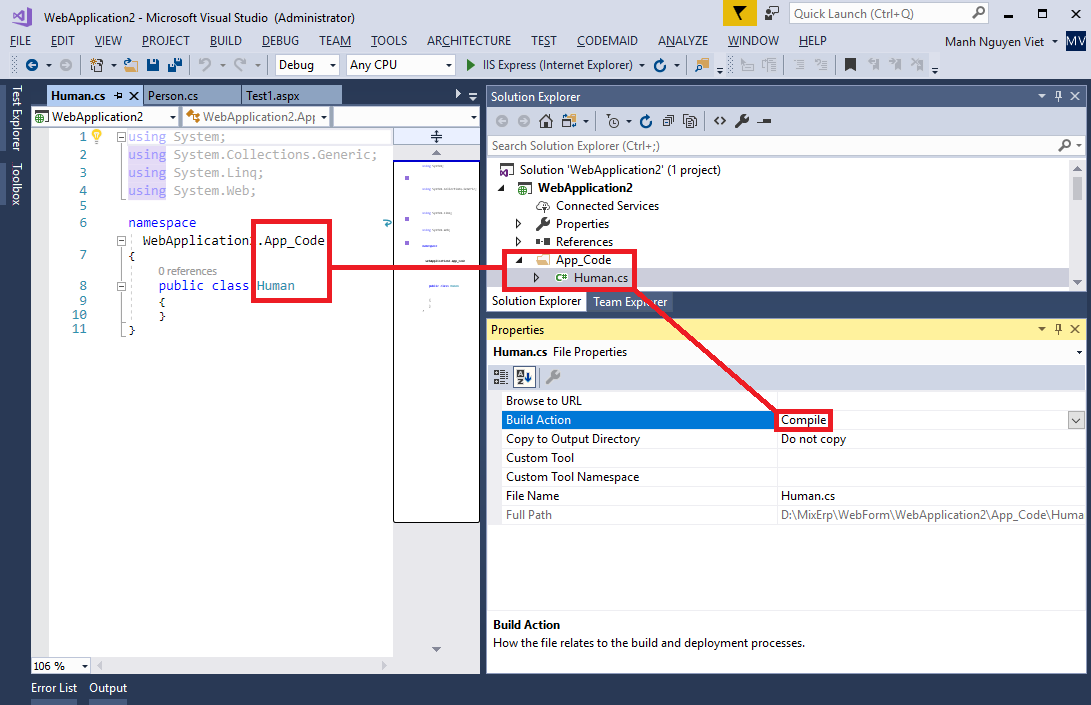 WebApplication2 - Microsoft Visual Studio (Administrator)
Quick Launch (Ctrl+Q)
FILE EDIT VIEW PROJECT BUILD DEBUG TEAM TOOLS ARCHITECTURE TEST CODEMAID ANALYZE WINDOW HELP Manh Nguyen Viet MV
Debug Any CPU IIS Express (Internet Explorer)
Test Explorer
Toolbox
Human.cs Person.cs Test1.aspx
WebApplication2 WebApplication2.App
1 using System;
2 using System.Collections.Generic;
3 using System.Linq;
4 using System.Web;
5
6 namespace
WebApplication2.App_Code
7 {
0 references
8 public class Human
9 {
10 }
11 }
106 %
Solution Explorer
Search Solution Explorer (Ctrl+;)
Solution 'WebApplication2' (1 project)
WebApplication2
Connected Services
Properties
References
App_Code
C# Human.cs
Solution Explorer Team Explorer
Properties
Human.cs File Properties
Browse to URL
Build Action Compile
Copy to Output Directory Do not copy
Custom Tool
Custom Tool Namespace
File Name Human.cs
Full Path D:\MixErp\WebForm\WebApplication2\App_Code\Huma
Build Action
How the file relates to the build and deployment processes.
Error List Output